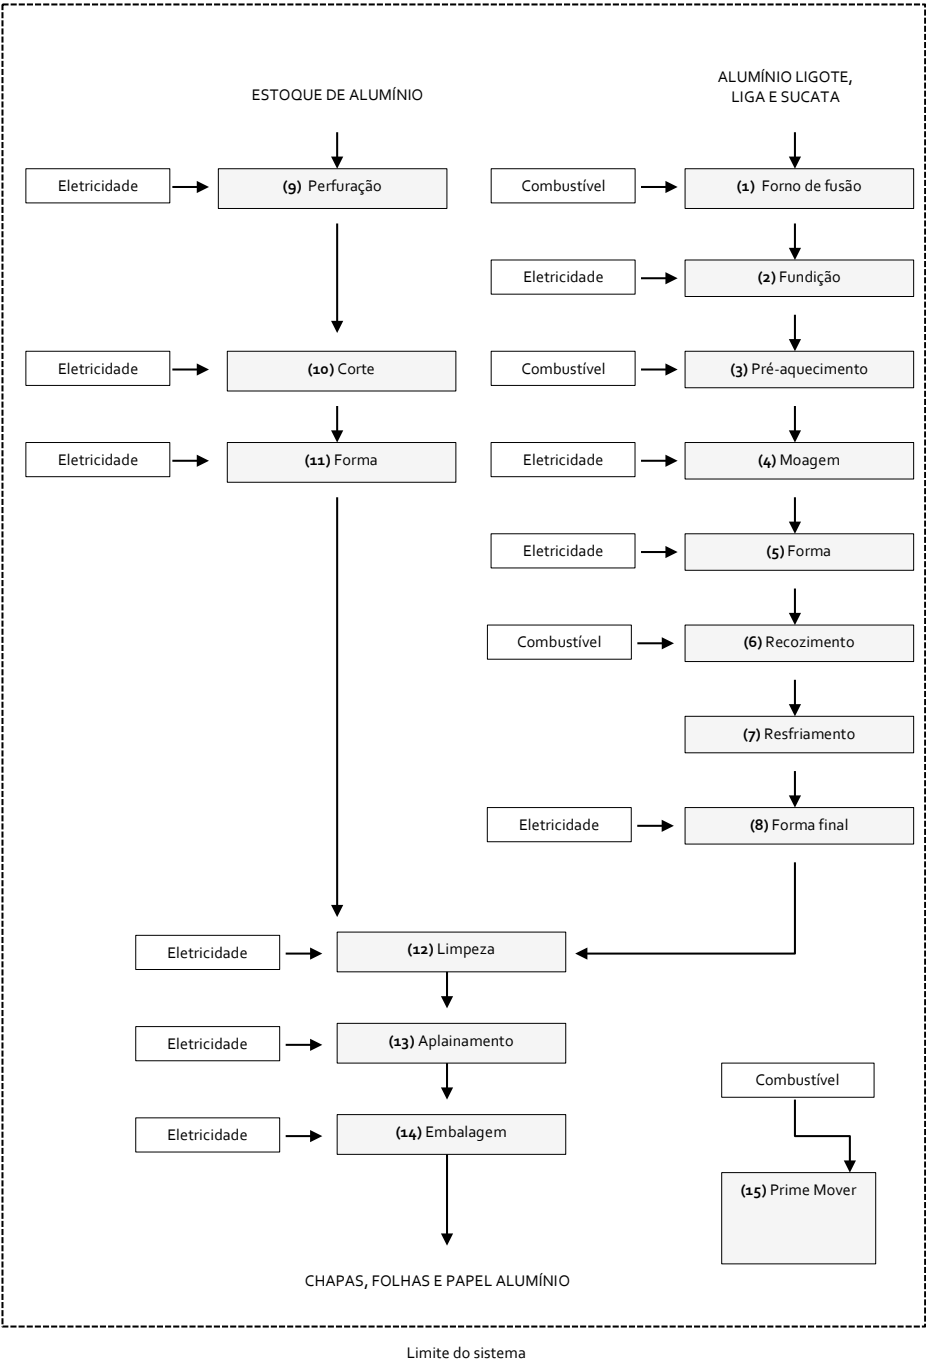 ESTOQUE DE ALUMÍNIO
ALUMÍNIO LIGOTE,
LIGA E SUCATA
Eletricidade
(9) Perfuração
Combustível
(1) Forno de fusão
Eletricidade
(2) Fundição
Eletricidade
(10) Corte
Combustível
(3) Pré-aquecimento
Eletricidade
(11) Forma
Eletricidade
(4) Moagem
Eletricidade
(5) Forma
Combustível
(6) Recozimento
(7) Resfriamento
Eletricidade
(8) Forma final
Eletricidade
(12) Limpeza
Eletricidade
(13) Aplainamento
Combustível
Eletricidade
(14) Embalagem
(15) Prime Mover
CHAPAS, FOLHAS E PAPEL ALUMÍNIO
Limite do sistema